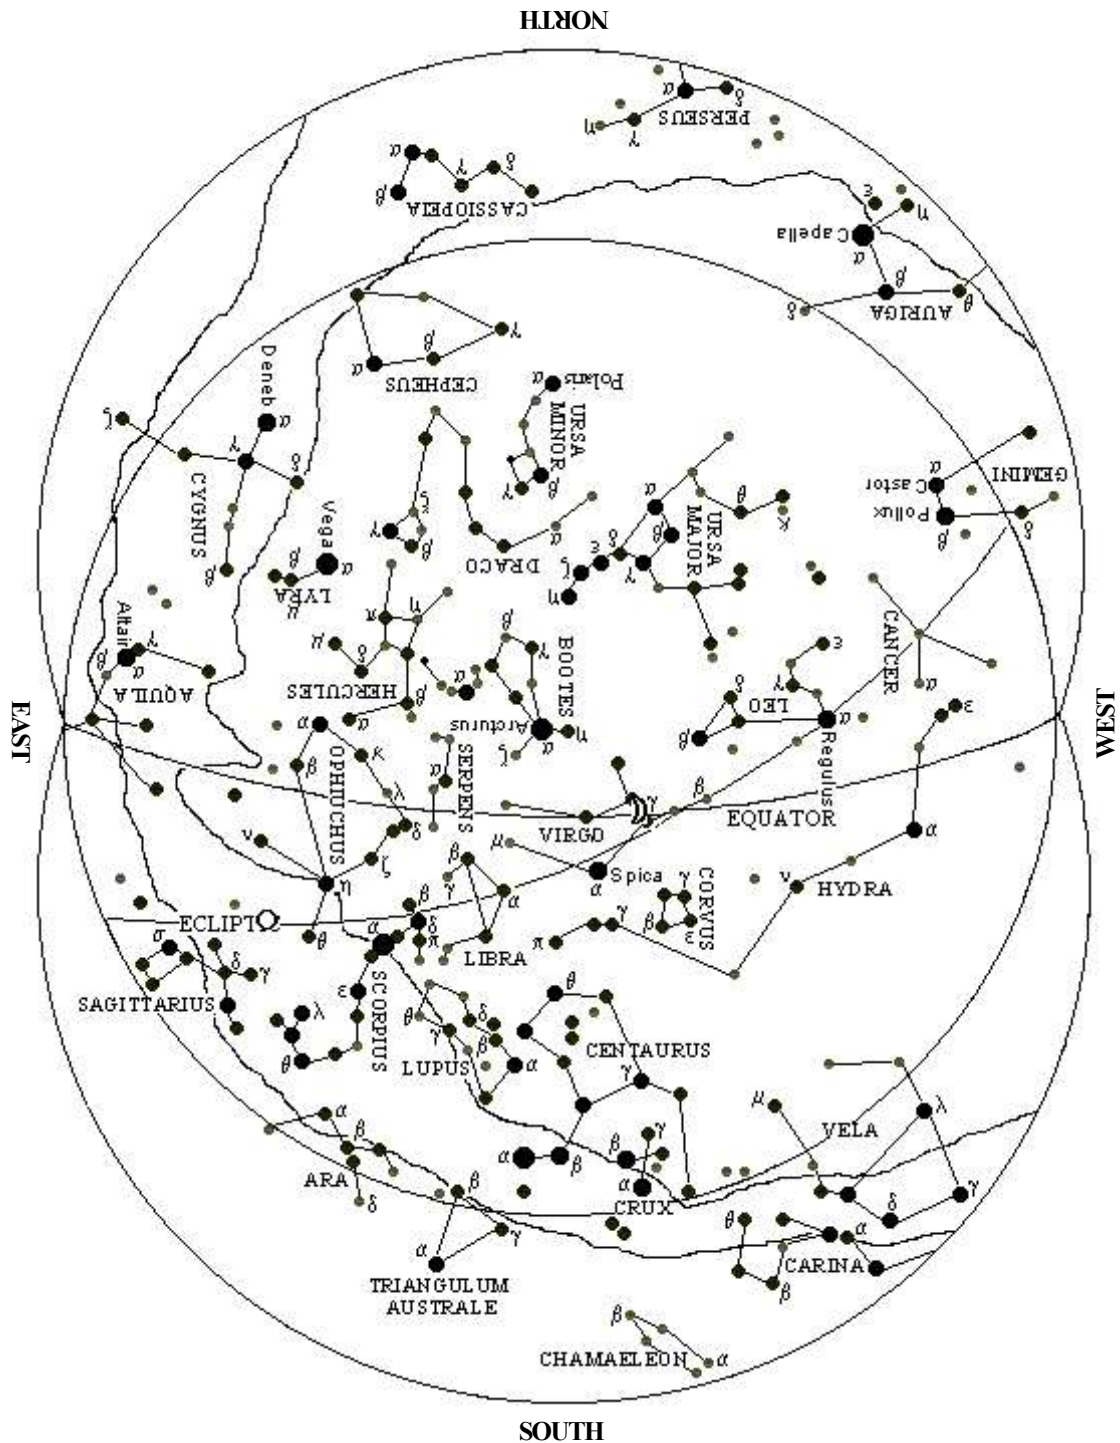 NORTH
α
δ
PERSEUS
η
γ
α
γ
δ
β
CASSIOPEIA
ε
η
Capella
α
β
θ
δ
AURIGA
γ
α
β
CEPHEUS
Deneb
α
Polaris
α
URSA
MINOR
ζ
γ
δ
CYGNUS
β
γ
β
GEMINI
α
Castor
Pollux
β
δ
α
β
URSA
MAJOR
θ
κ
γ
δ
ε
ζ
η
ξ
γ
β
DRACO
α
Vega
α
β
LYRA
μ
π
η
μ
δ
HERCULES
β
α
Altair
γ
β
α
AQUILA
β
γ
BOOTES
α
Arcturus
α
η
ζ
CANCER
α
ε
γ
δ
LEO
β
α
Regulus
ε
EAST
WEST
α
β
OPHIUCHUS
κ
λ
δ
ζ
ν
η
θ
SERPENS
α
VIRGO
γ
β
EQUATOR
μ
Spica
α
α
ν
HYDRA
CORVUS
γ
β
ε
γ
π
β
γ
α
LIBRA
ECLIPTIC
β
δ
π
α
σ
δ
γ
SAGITTARIUS
ε
SCORPIUS
λ
θ
θ
δ
γ
β
LUPUS
α
θ
CENTAURUS
γ
α
β
β
γ
α
CRUX
μ
λ
VELA
δ
γ
α
β
ARA
δ
β
α
γ
TRIANGULUM
AUSTRALE
θ
α
CARINA
β
β
CHAMAELEON
α
SOUTH